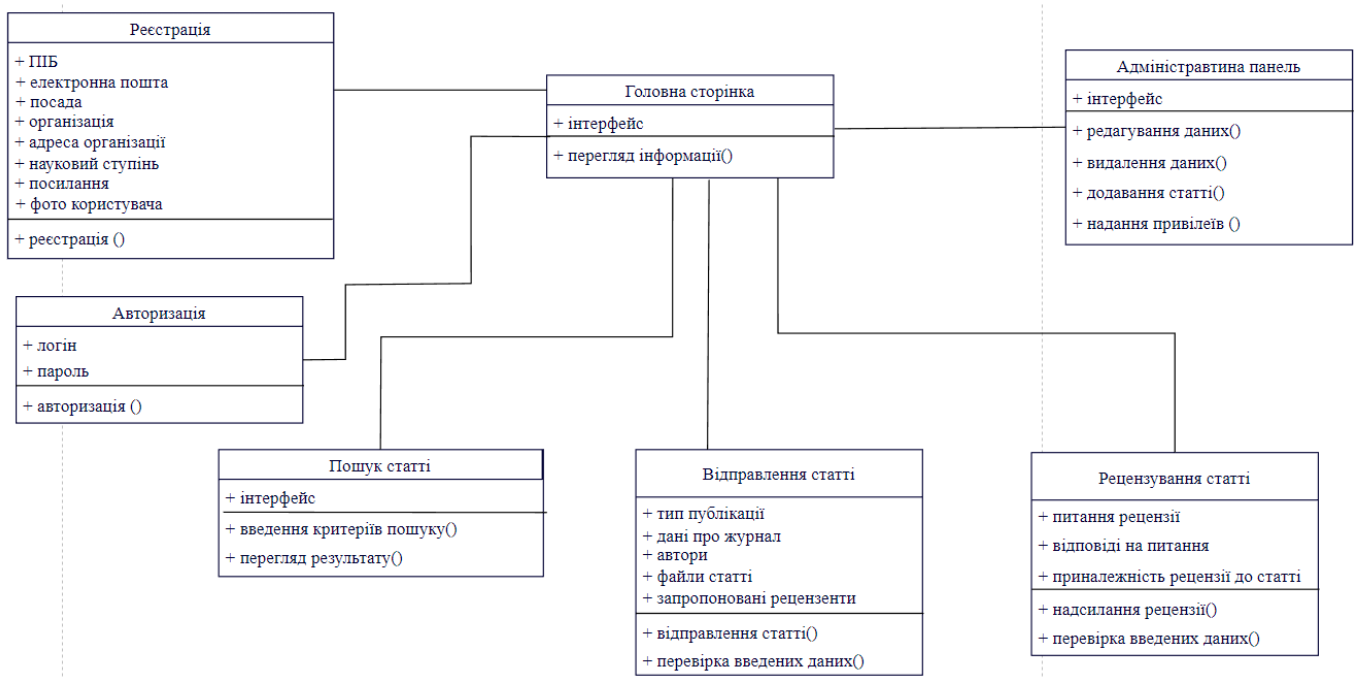 Реєстрація
+ ПІБ
+ електронна пошта
+ посада
+ організація
+ адреса організації
+ науковий ступінь
+ посилання
+ фото користувача
+ реєстрація ()
Головна сторінка
+ інтерфейс
+ перегляд інформації()
Адміністравтина панель
+ інтерфейс
+ редагування даних()
+ видалення даних()
+ додавання статті()
+ надання привілеїв ()
Авторизація
+ логін
+ пароль
+ авторизація ()
Пошук статті
+ інтерфейс
+ введення критеріїв пошуку()
+ перегляд результату()
Відправлення статті
+ тип публікації
+ дані про журнал
+ автори
+ файли статті
+ запропоновані рецензенти
+ відправлення статті()
+ перевірка введених даних()
Рецензування статті
+ питання рецензії
+ відповіді на питання
+ приналежність рецензії до статті
+ надсилання рецензії()
+ перевірка введених даних()